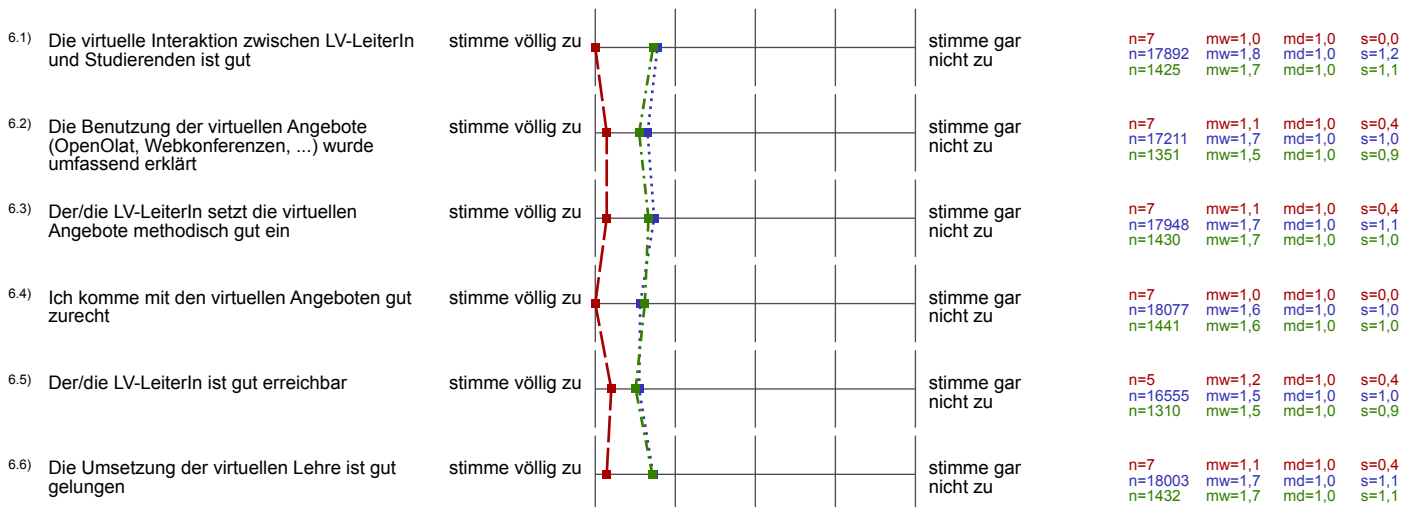 6.1) Die virtuelle Interaktion zwischen LV-LeiterIn
und Studierenden ist gut
stimme völlig zu
stimme gar
nicht zu
n=7 mw=1,0 md=1,0 s=0,0
n=17892 mw=1,8 md=1,0 s=1,2
n=1425 mw=1,7 md=1,0 s=1,1
6.2) Die Benutzung der virtuellen Angebote
(OpenOlat, Webkonferenzen, ...) wurde
umfassend erklärt
stimme völlig zu
stimme gar
nicht zu
n=7 mw=1,1 md=1,0 s=0,4
n=17211 mw=1,7 md=1,0 s=1,0
n=1351 mw=1,5 md=1,0 s=0,9
6.3) Der/die LV-LeiterIn setzt die virtuellen
Angebote methodisch gut ein
stimme völlig zu
stimme gar
nicht zu
n=7 mw=1,1 md=1,0 s=0,4
n=17948 mw=1,7 md=1,0 s=1,1
n=1430 mw=1,7 md=1,0 s=1,0
6.4) Ich komme mit den virtuellen Angeboten gut
zurecht
stimme völlig zu
stimme gar
nicht zu
n=7 mw=1,0 md=1,0 s=0,0
n=18077 mw=1,6 md=1,0 s=1,0
n=1441 mw=1,6 md=1,0 s=1,0
6.5) Der/die LV-LeiterIn ist gut erreichbar
stimme völlig zu
stimme gar
nicht zu
n=5 mw=1,2 md=1,0 s=0,4
n=16555 mw=1,5 md=1,0 s=1,0
n=1310 mw=1,5 md=1,0 s=0,9
6.6) Die Umsetzung der virtuellen Lehre ist gut
gelungen
stimme völlig zu
stimme gar
nicht zu
n=7 mw=1,1 md=1,0 s=0,4
n=18003 mw=1,7 md=1,0 s=1,1
n=1432 mw=1,7 md=1,0 s=1,1